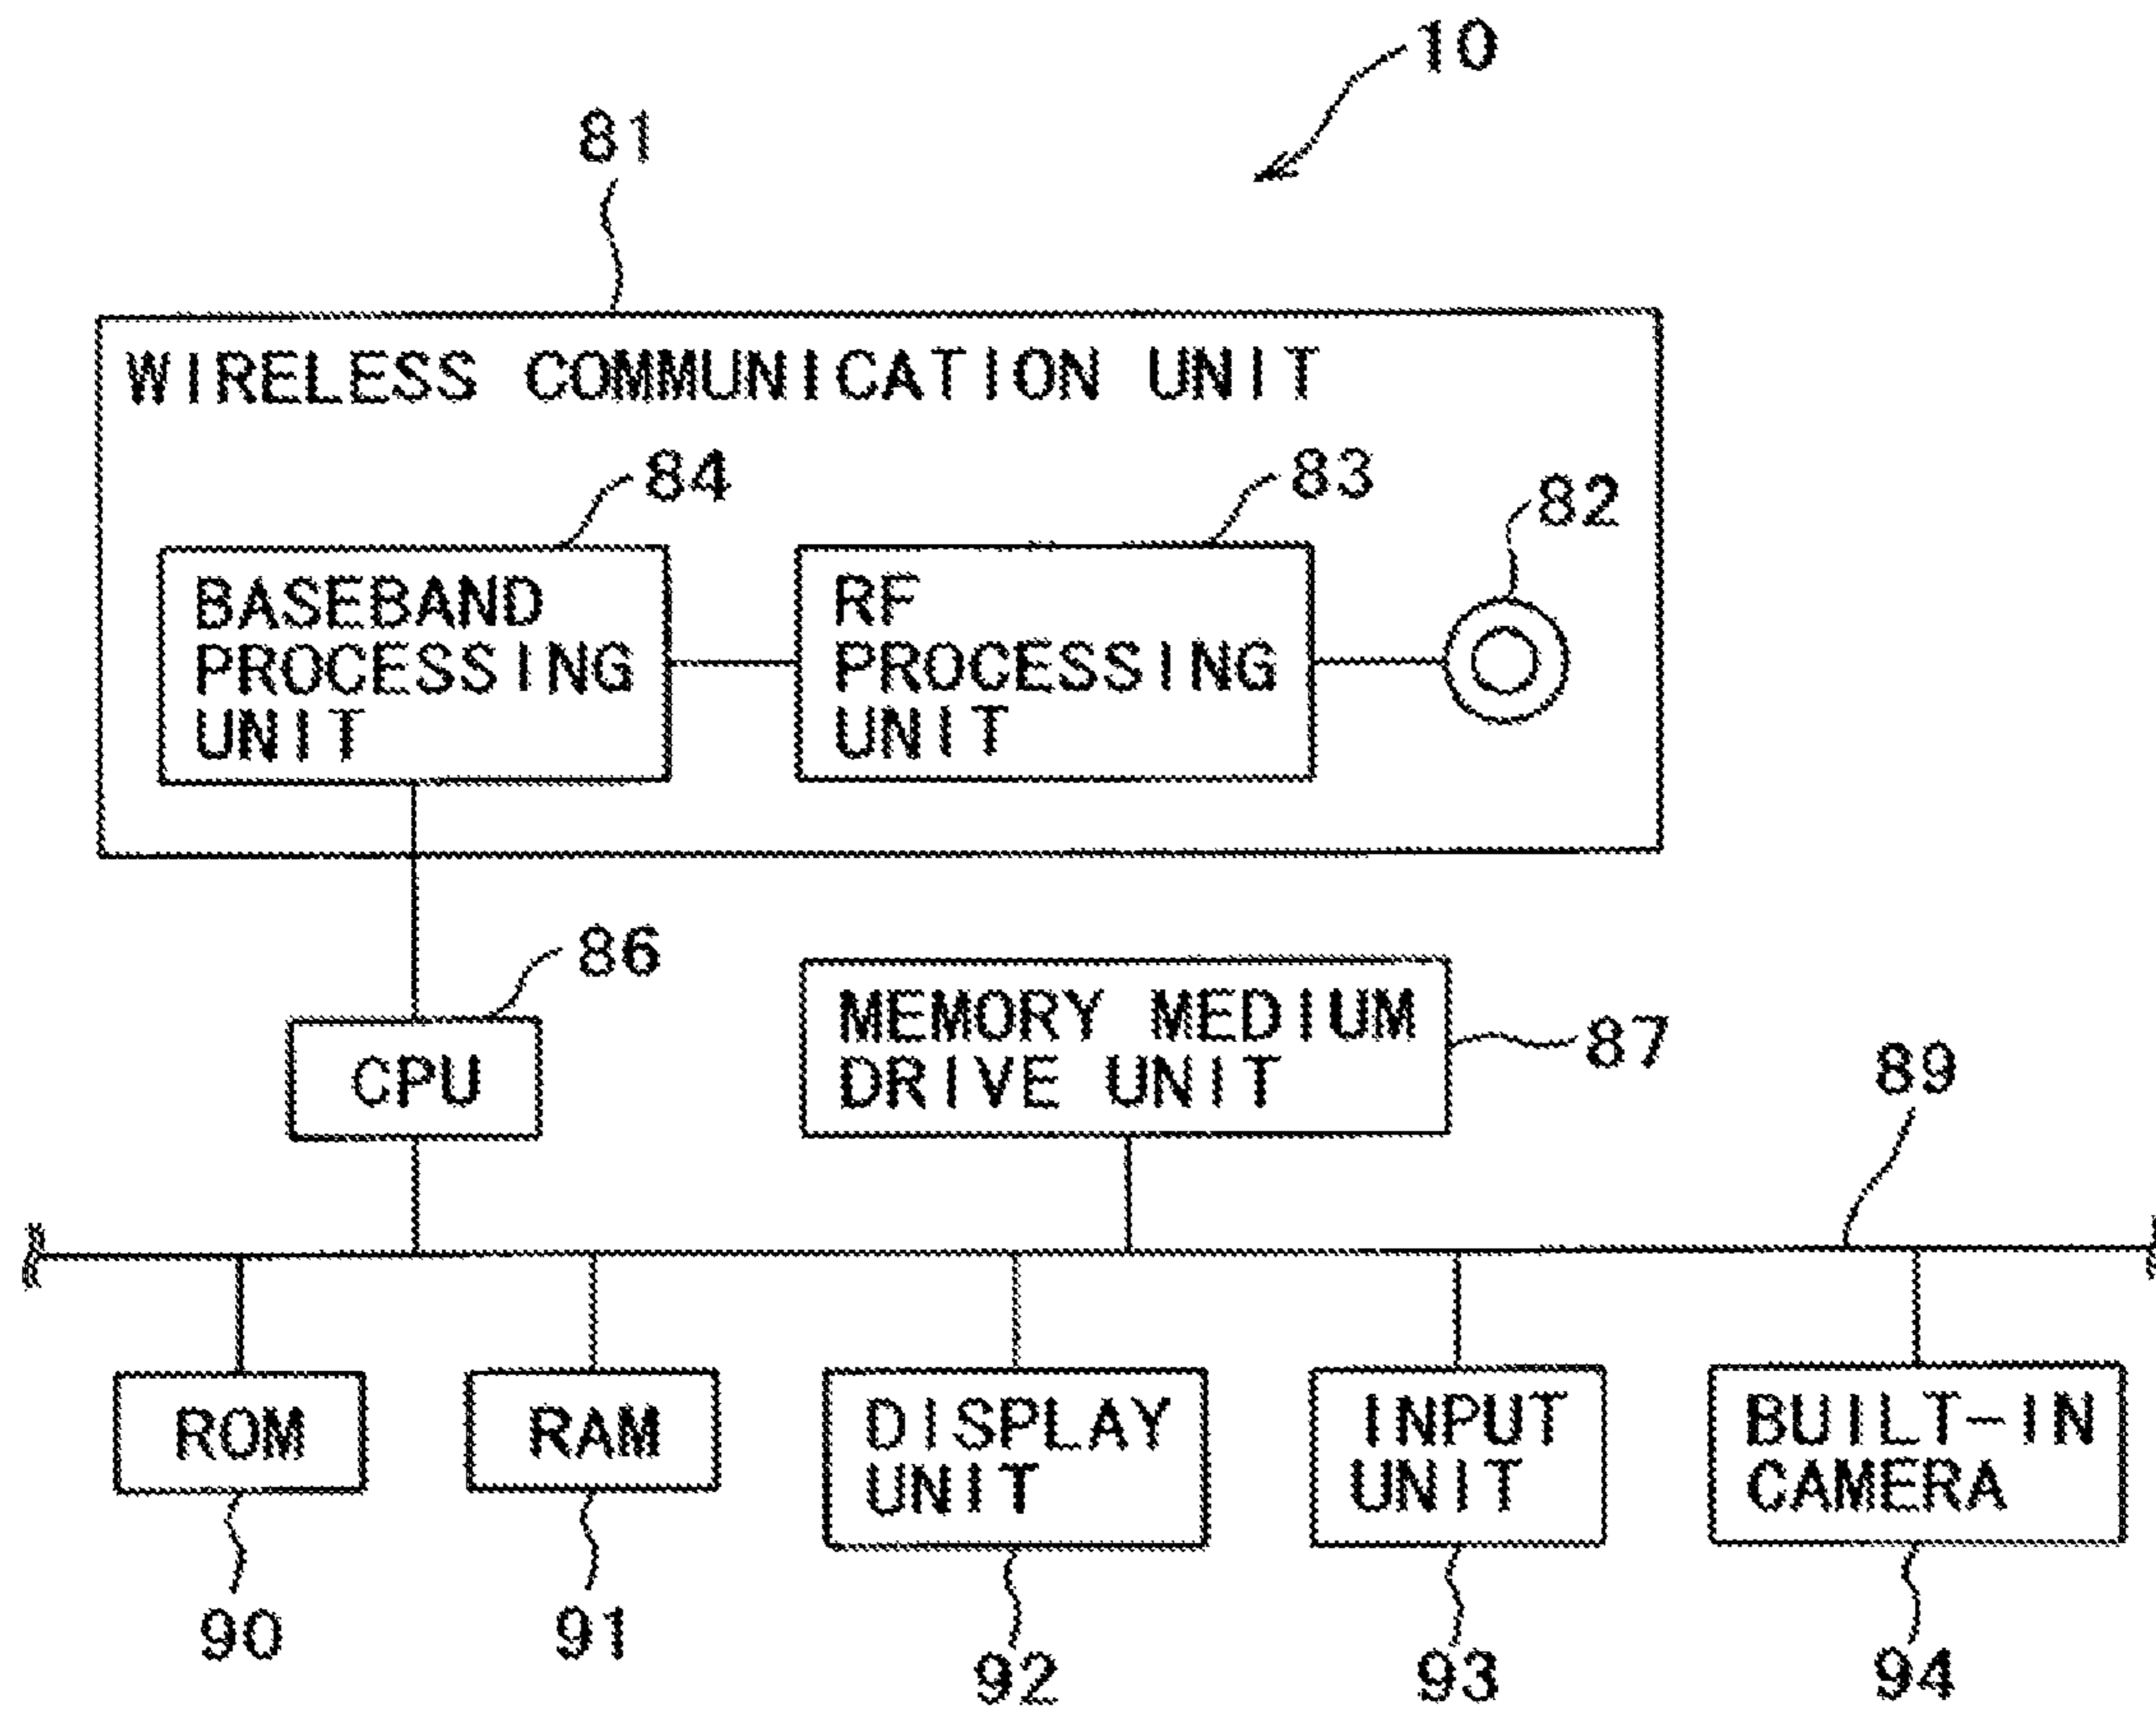 10
81
WIRELESS COMMUNICATION UNIT
84
83
82
BASEBAND
PROCESSING
UNIT
RF
PROCESSING
UNIT
86
CPU
MEMORY MEDIUM
DRIVE UNIT
87
89
ROM
RAM
DISPLAY
UNIT
INPUT
UNIT
BUILT-IN
CAMERA
90
91
92
93
94